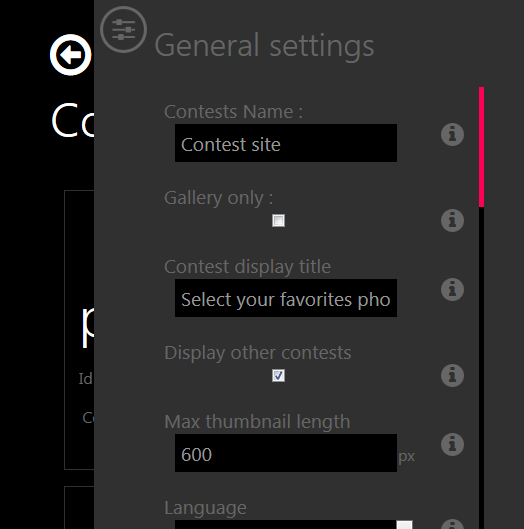 General settings
Co
Contests Name :
Contest site
Gallery only :
Contest display title
Select your favorites pho
p
Display other contests
Id
Co
Max thumbnail length
600 px
Language